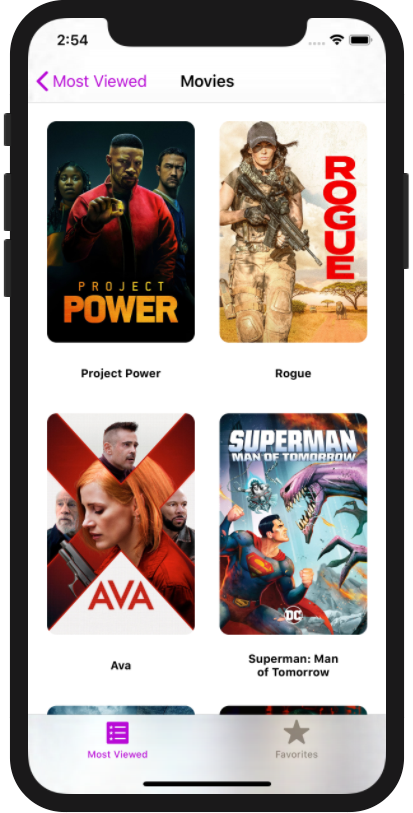 2:54
Most Viewed
Movies
PROJECT
POWER
ROGUE
Project Power
Rogue
AVA
SUPERMAN
MAN OF TOMORROW
DC
Ava
Superman: Man
of Tomorrow
Most Viewed
Favorites